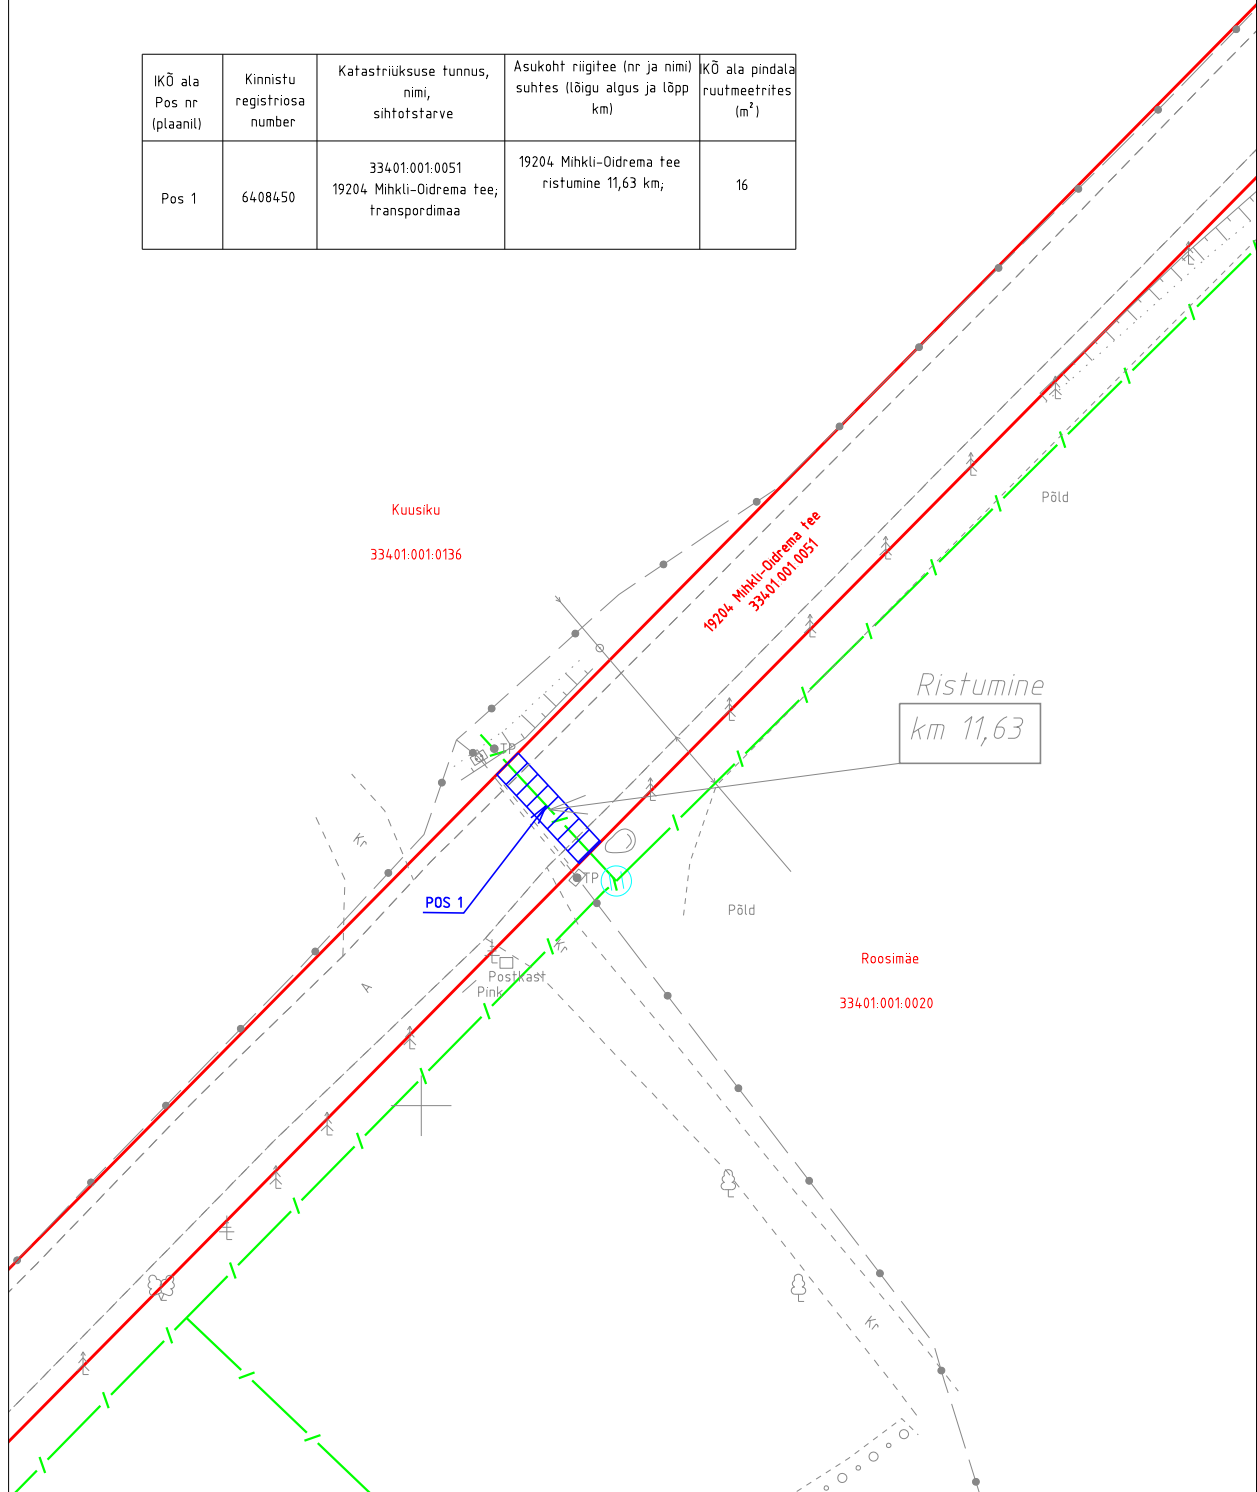 IKÕ ala
Pos nr
(plaanil)
Kinnistu
registriosa
number
Katastriüksuse tunnus,
nimi,
sihtotstarve
Asukoht riigitee (nr ja nimi)
suhtes (lõigu algus ja lõpp
km)
IKÕ ala pindala
ruutmeetrites
(m²)
Pos 1
6408450
33401:001:0051
19204 Mihkli-Oidrema tee;
transpordimaa
19204 Mihkli-Oidrema tee
ristumine 11,63 km;
16
Kuusiku
33401:001:0136
19204 Mihkli-Oidrema tee
33401:001:0051
Põld
Ristumine
km 11,63
TP
Kr
POS 1
TP
Põld
Kr
Postkast
Pink
A
Roosimäe
33401:001:0020
Kr